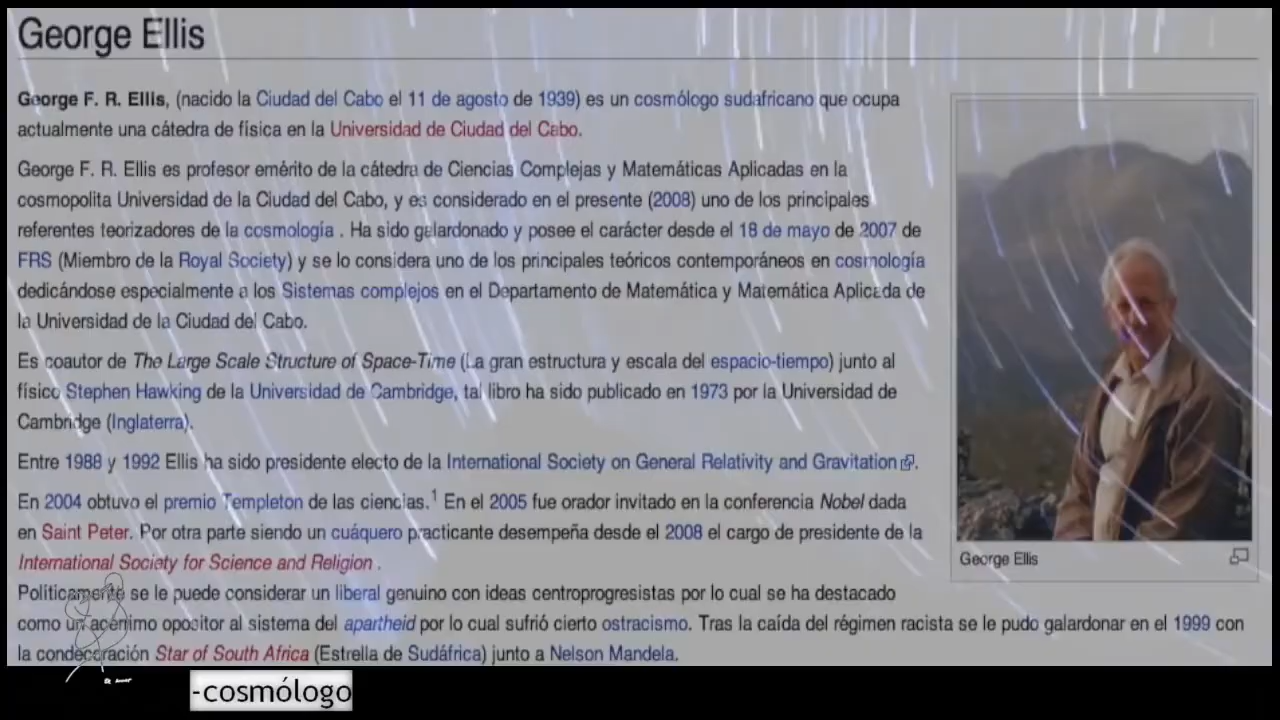 George Ellis
George F. R. Ellis, (nacido la Ciudad del Cabo el 11 de agosto de 1939) es un cosmólogo sudafricano que ocupa
actualmente una cátedra de física en la Universidad de Ciudad del Cabo.
George F. R. Ellis es profesor emérito de la cátedra de Ciencias Complejas y Matemáticas Aplicadas en la
cosmopolita Universidad de la Ciudad del Cabo, y es considerado en el presente (2008) uno de los principales
referentes teorizadores de la cosmología . Ha sido galardonado y posee el carácter desde el 18 de mayo de 2007 de
FRS (Miembro de la Royal Society) y se lo considera uno de los principales teóricos contemporáneos en cosmología
dedicándose especialmente a los Sistemas complejos en el Departamento de Matemática y Matemática Aplicada de
la Universidad de la Ciudad del Cabo.
Es coautor de The Large Scale Structure of Space-Time (La gran estructura y escala del espacio-tiempo) junto al
físico Stephen Hawking de la Universidad de Cambridge, tal libro ha sido publicado en 1973 por la Universidad de
Cambridge (Inglaterra).
Entre 1988 y 1992 Ellis ha sido presidente electo de la International Society on General Relativity and Gravitation.
En 2004 obtuvo el premio Templeton de las ciencias.1 En el 2005 fue orador invitado en la conferencia Nobel dada
en Saint Peter. Por otra parte siendo un cuáquero practicante desempeña desde el 2008 el cargo de presidente de la
International Society for Science and Religion .
George Ellis
Políticamente se le puede considerar un liberal genuino con ideas centroprogresistas por lo cual se ha destacado
como un acénimo opositor al sistema del apartheid por lo cual sufrió cierto ostracismo. Tras la caída del régimen racista se le pudo galardonar en el 1999 con
la condecoración Star of South Africa (Estrella de Sudáfrica) junto a Nelson Mandela.
-cosmólogo